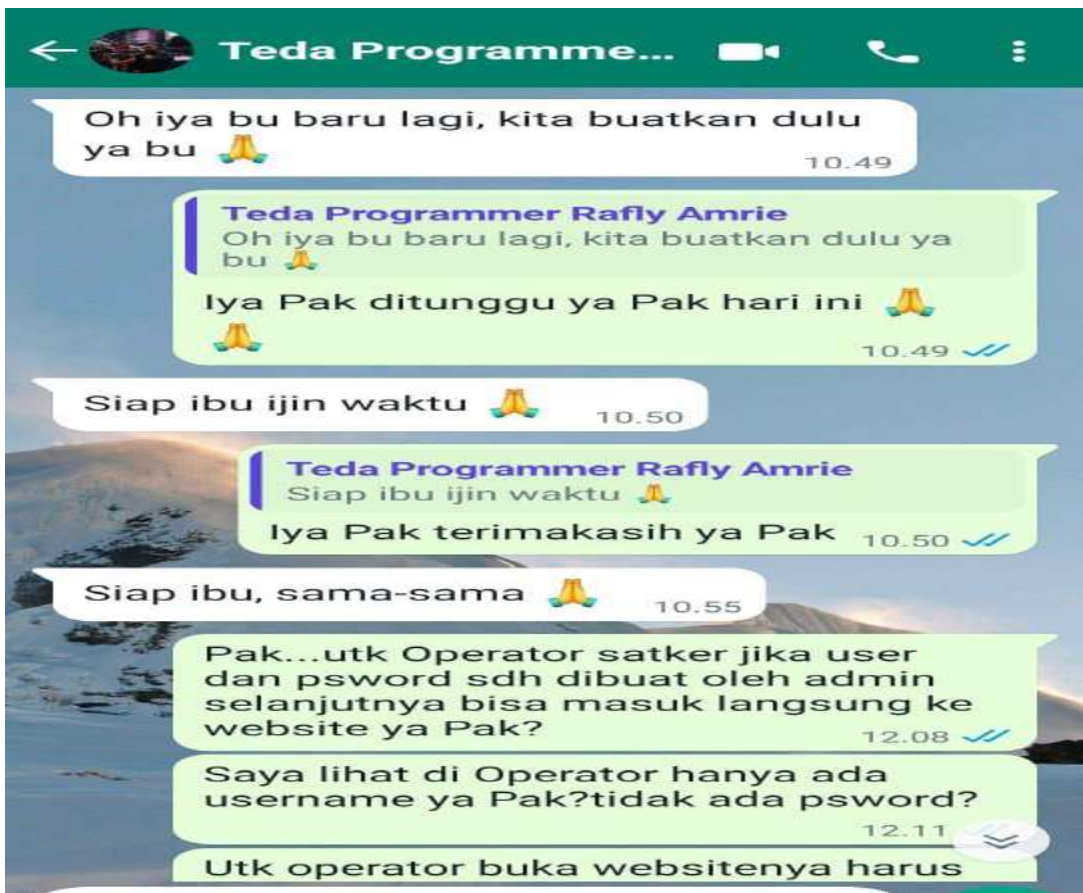 Teda Programme...
Oh iya bu baru lagi, kita buatkan dulu
ya bu 🙏
10.49
Teda Programmer Rafly Amrie
Oh iya bu baru lagi, kita buatkan dulu ya
bu 🙏
Iya Pak ditunggu ya Pak hari ini 🙏
🙏
10.49
Siap ibu ijin waktu 🙏 10.50
Teda Programmer Rafly Amrie
Siap ibu ijin waktu 🙏
Iya Pak terimakasih ya Pak 10.50
Siap ibu, sama-sama 🙏 10.55
Pak...utk Operator satker jika user
dan psword sdh dibuat oleh admin
selanjutnya bisa masuk langsung ke
website ya Pak?
12.08
Saya lihat di Operator hanya ada
username ya Pak?tidak ada psword?
12.11
Utk operator buka websitenya harus